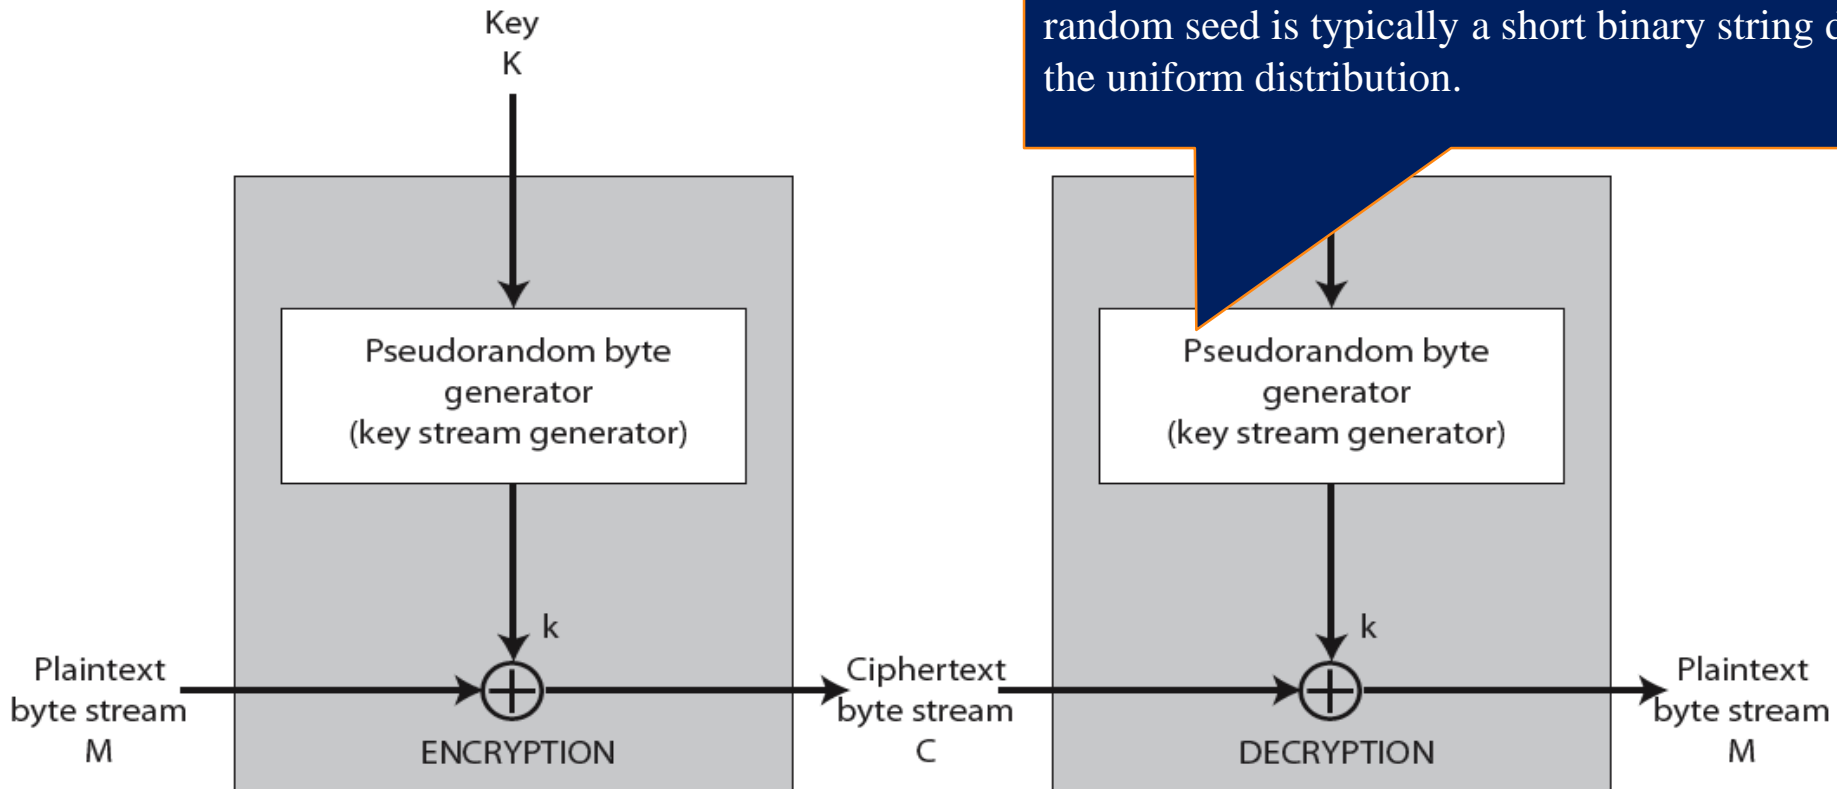 Key
K
random seed is typically a short binary string
the uniform distribution.
Pseudorandom byte
generator
(key stream generator)
Pseudorandom byte
generator
(key stream generator)
k
k
Plaintext
byte stream
M
ENCRYPTION
Ciphertext
byte stream
C
DECRYPTION
Plaintext
byte stream
M